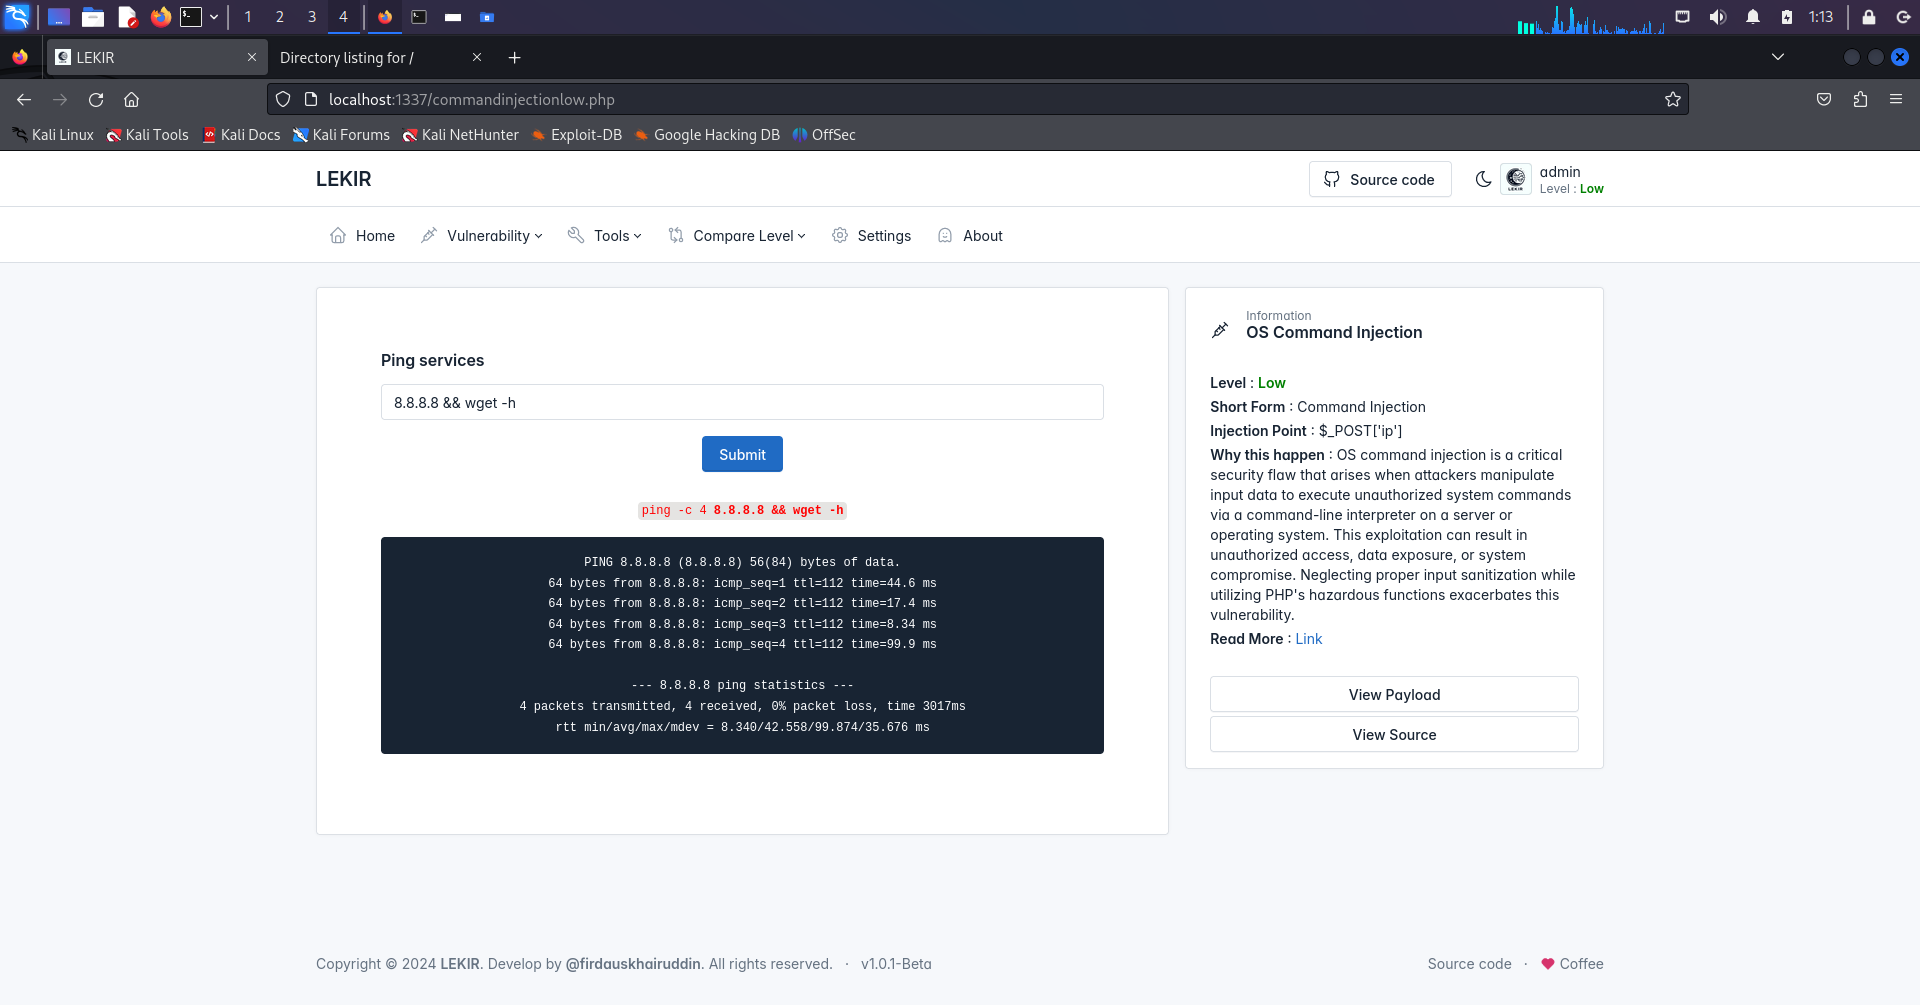 1 2 3 4 1:13
LEKIR Directory listing for /
localhost:1337/commandinjectionlow.php
Kali Linux Kali Tools Kali Docs Kali Forums Kali NetHunter Exploit-DB Google Hacking DB OffSec
LEKIR Source code admin
Level : Low
Home Vulnerability Tools Compare Level Settings About
Ping services
8.8.8.8 && wget -h
Submit
ping -c 4 8.8.8.8 && wget -h
PING 8.8.8.8 (8.8.8.8) 56(84) bytes of data.
64 bytes from 8.8.8.8: icmp_seq=1 ttl=112 time=44.6 ms
64 bytes from 8.8.8.8: icmp_seq=2 ttl=112 time=17.4 ms
64 bytes from 8.8.8.8: icmp_seq=3 ttl=112 time=8.34 ms
64 bytes from 8.8.8.8: icmp_seq=4 ttl=112 time=99.9 ms
--- 8.8.8.8 ping statistics ---
4 packets transmitted, 4 received, 0% packet loss, time 3017ms
rtt min/avg/max/mdev = 8.340/42.558/99.874/35.676 ms
Information
OS Command Injection
Level : Low
Short Form : Command Injection
Injection Point : $_POST['ip']
Why this happen : OS command injection is a critical
security flaw that arises when attackers manipulate
input data to execute unauthorized system commands
via a command-line interpreter on a server or
operating system. This exploitation can result in
unauthorized access, data exposure, or system
compromise. Neglecting proper input sanitization while
utilizing PHP's hazardous functions exacerbates this
vulnerability.
Read More : Link
View Payload
View Source
Copyright © 2024 LEKIR. Develop by @firdauskhairuddin. All rights reserved. · v1.0.1-Beta
Source code · Coffee